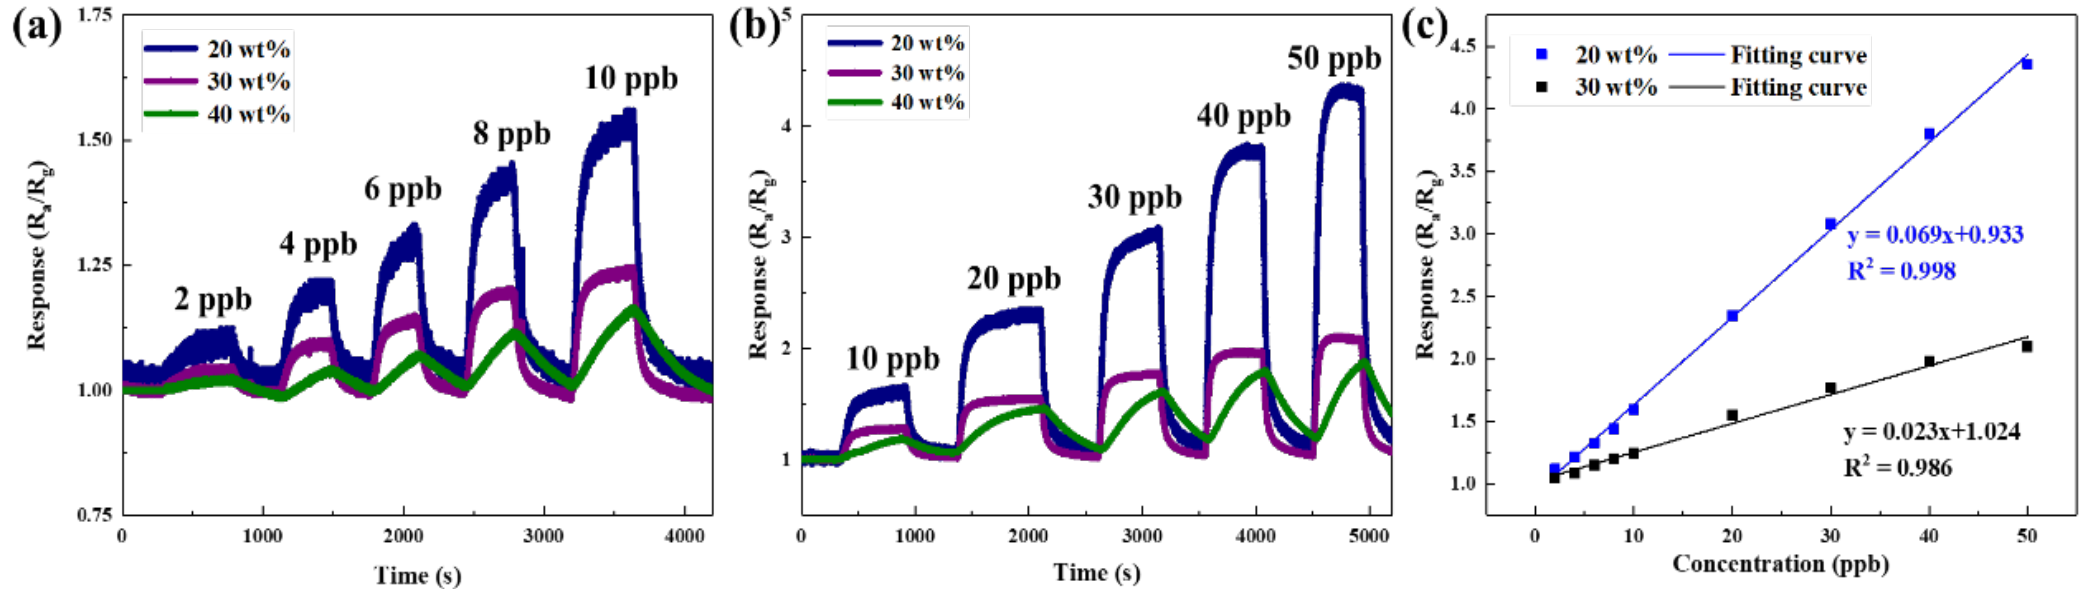 (a)
1.75
1.50
1.25
1.00
0.75
Response (Ra/Rg)
20 wt%
30 wt%
40 wt%
2 ppb
4 ppb
6 ppb
8 ppb
10 ppb
0 1000 2000 3000 4000
Time (s)
(b)
5
4
3
2
1
Response (Ra/Rg)
20 wt%
30 wt%
40 wt%
10 ppb
20 ppb
30 ppb
40 ppb
50 ppb
0 1000 2000 3000 4000 5000
Time (s)
(c)
4.5
4.0
3.5
3.0
2.5
2.0
1.5
1.0
Response (Ra/Rg)
20 wt% Fitting curve
30 wt% Fitting curve
y = 0.069x+0.933
R² = 0.998
y = 0.023x+1.024
R² = 0.986
0 10 20 30 40 50
Concentration (ppb)